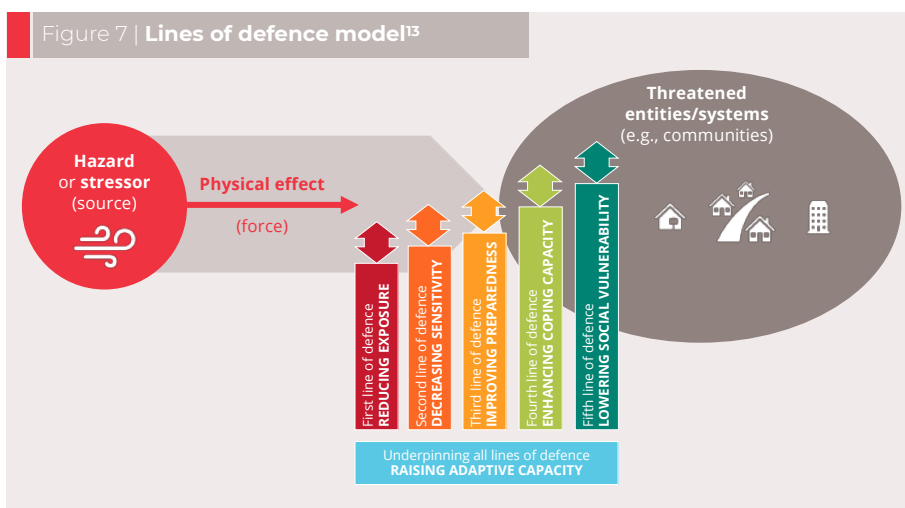 Figure 7 | Lines of defence model¹³
Hazard
or stressor
(source)
Physical effect
(force)
Threatened
entities/systems
(e.g., communities)
First line of defence
REDUCING EXPOSURE
Second line of defence
DECREASING SENSITIVITY
Third line of defence
IMPROVING PREPAREDNESS
Fourth line of defence
ENHANCING COPING CAPACITY
Fifth line of defence
LOWERING SOCIAL VULNERABILITY
Underpinning all lines of defence
RAISING ADAPTIVE CAPACITY